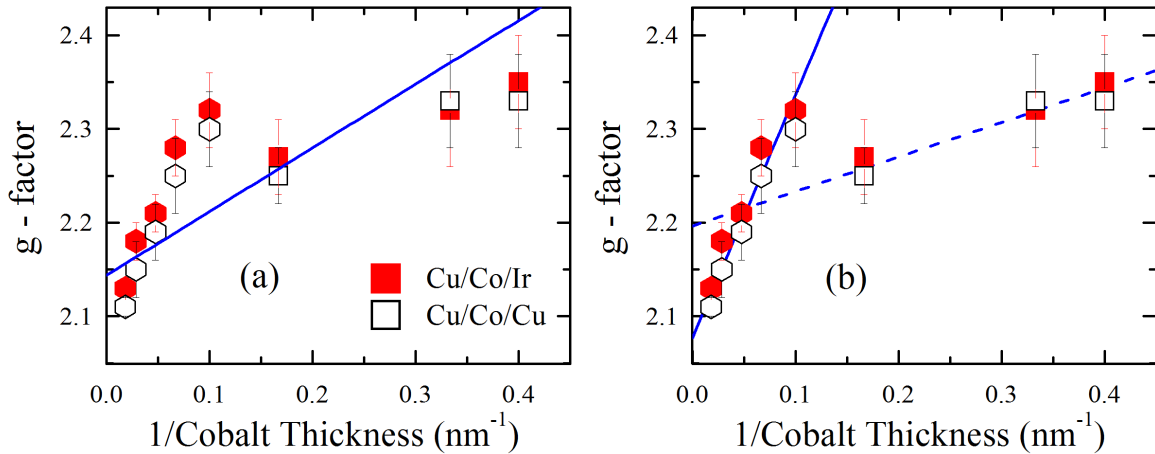 2.4
2.3
2.2
2.1
g - factor
(a)
Cu/Co/Ir
Cu/Co/Cu
0.0 0.1 0.2 0.3 0.4
1/Cobalt Thickness (nm-1)
2.4
2.3
2.2
2.1
g - factor
(b)
0.0 0.1 0.2 0.3 0.4
1/Cobalt Thickness (nm-1)